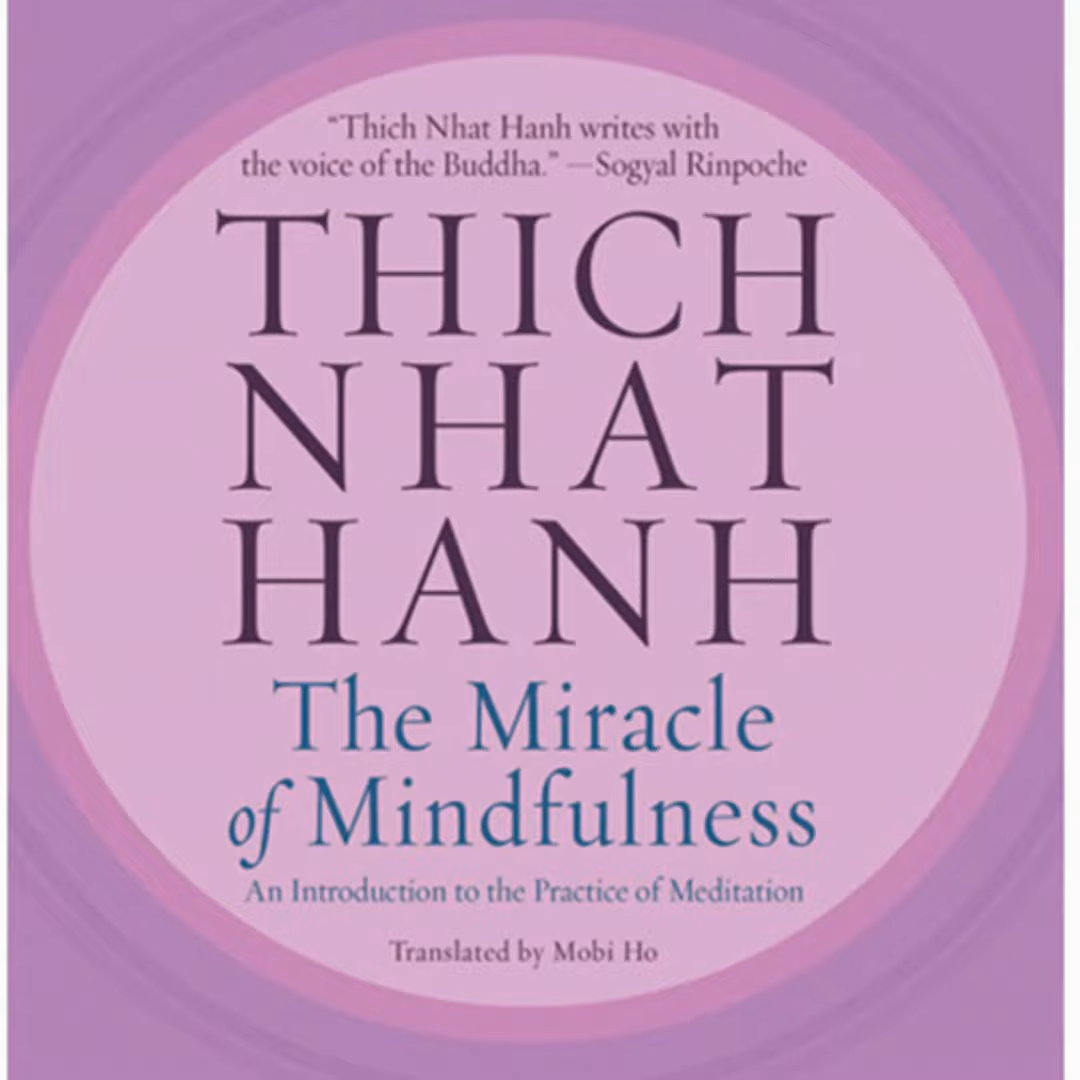 “Thich Nhat Hanh writes with
the voice of the Buddha.” —Sogyal Rinpoche
THICH
NHAT
HANH
The Miracle
of Mindfulness
An Introduction to the Practice of Meditation
Translated by Mobi Ho